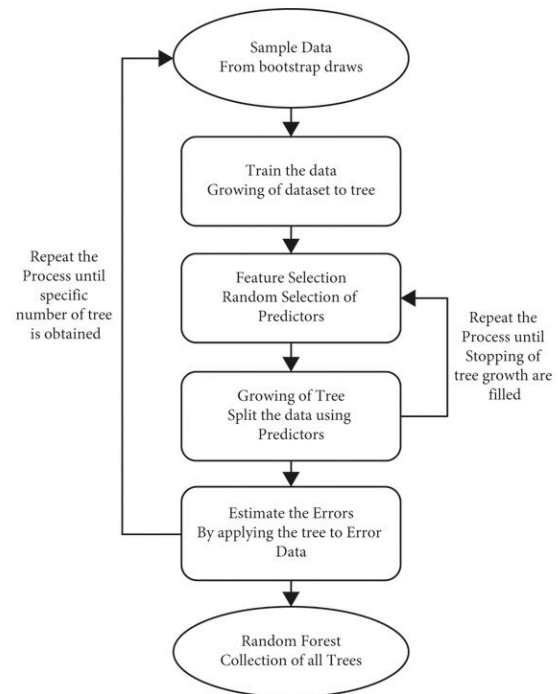 Sample Data
From bootstrap draws
Train the data
Growing of dataset to tree
Repeat the
Process until
specific
number of tree
is obtained
Feature Selection
Random Selection of
Predictors
Repeat the
Process until
Stopping of
tree growth are
filled
Growing of Tree
Split the data using
Predictors
Estimate the Errors
By applying the tree to Error
Data
Random Forest
Collection of all Trees